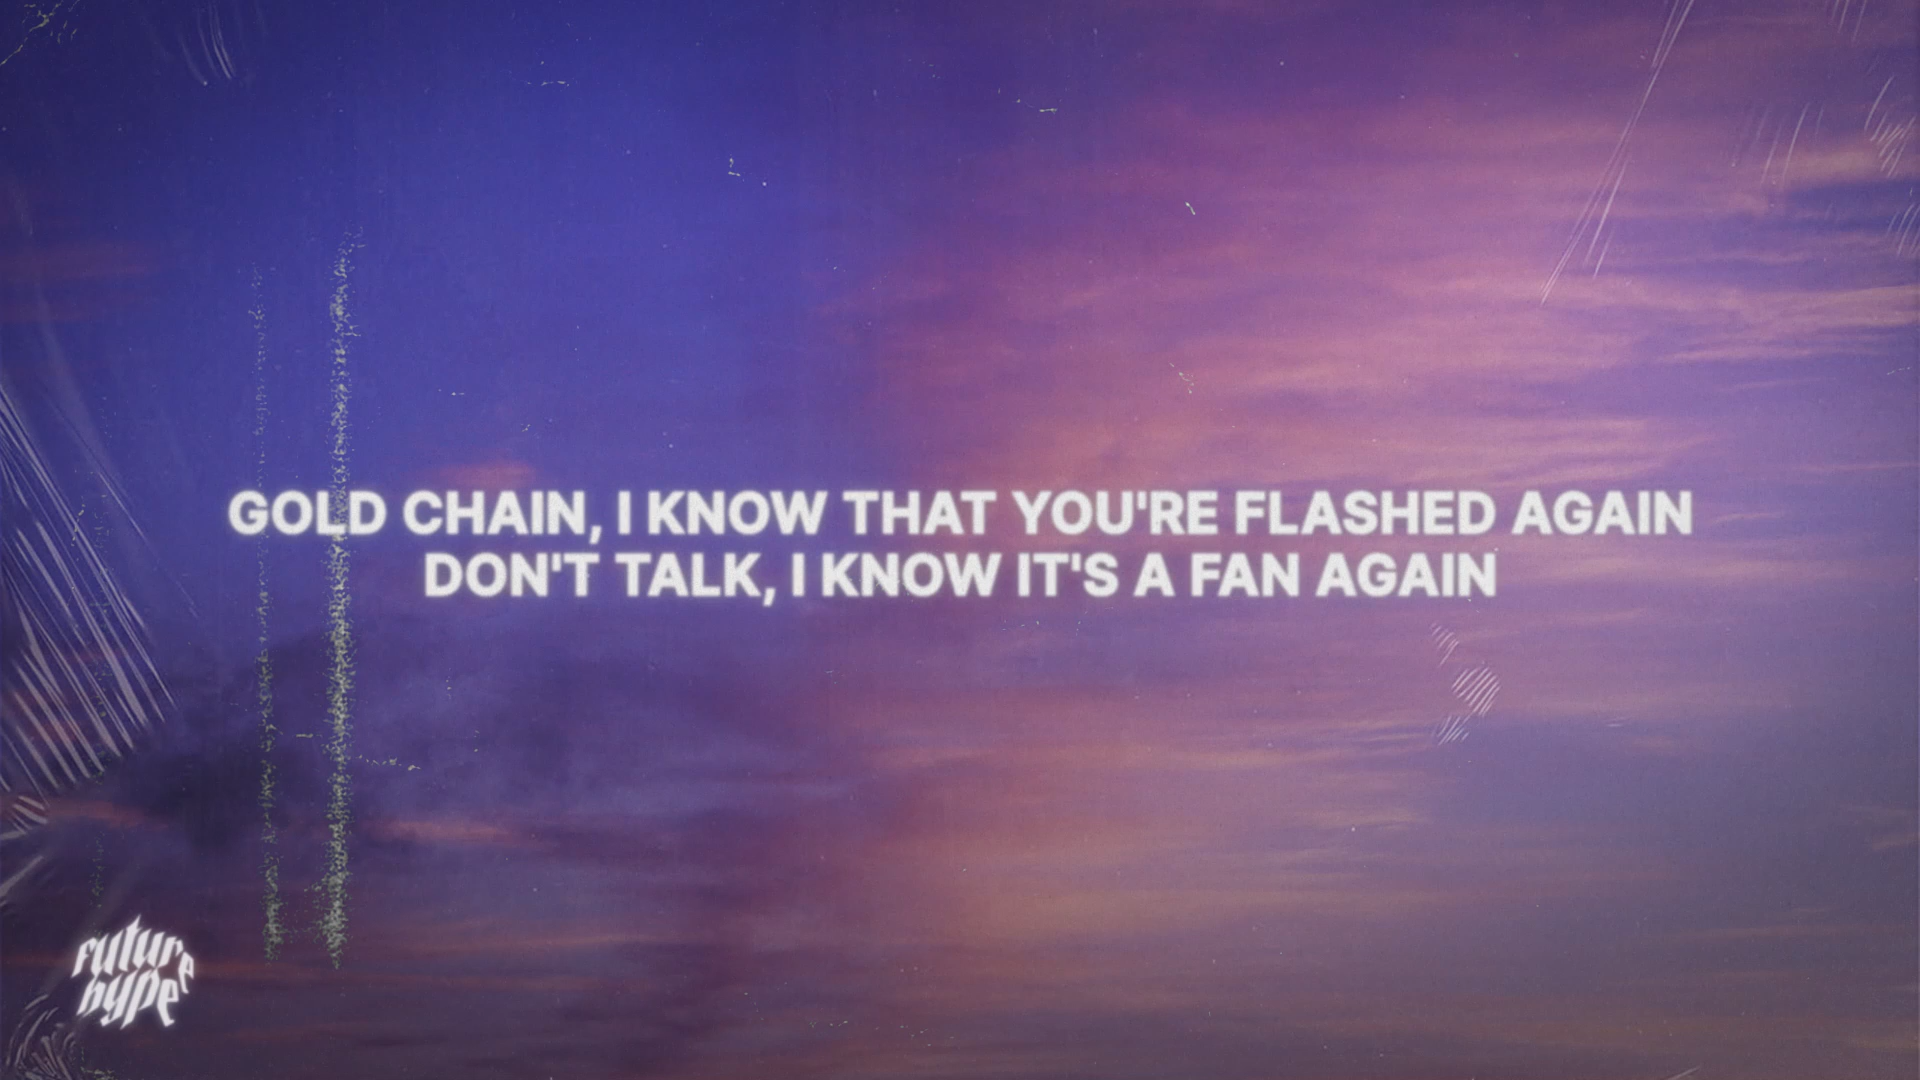 GOLD CHAIN, I KNOW THAT YOU'RE FLASHED AGAIN
DON'T TALK, I KNOW IT'S A FAN AGAIN
future
hype